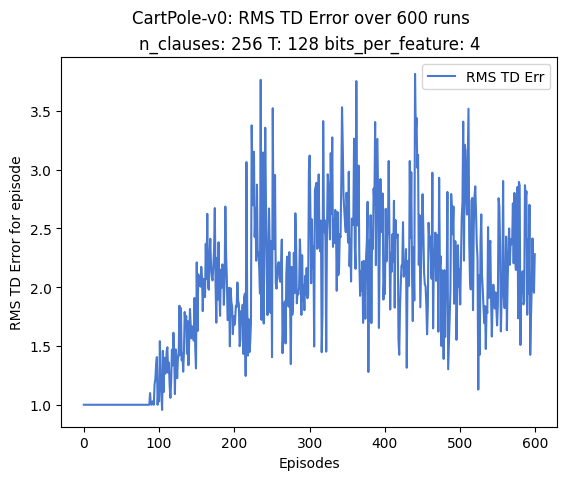 CartPole-v0: RMS TD Error over 600 runs
n_clauses: 256 T: 128 bits_per_feature: 4
RMS TD Err
RMS TD Error for episode
3.5
3.0
2.5
2.0
1.5
1.0
0 100 200 300 400 500 600
Episodes